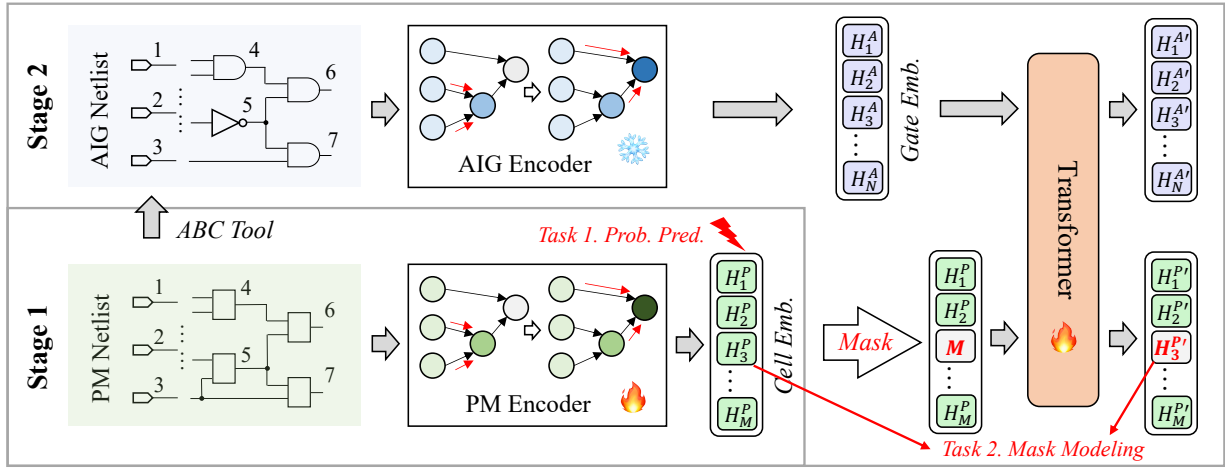 Stage 2
AIG Netlist
1
2
3
4
5
6
7
AIG Encoder
H_1^A
H_2^A
H_3^A
H_N^A
Gate Emb.
Transformer
H_1^{A'}
H_2^{A'}
H_3^{A'}
H_N^{A'}
ABC Tool
Stage 1
PM Netlist
1
2
3
4
5
6
7
PM Encoder
Task 1. Prob. Pred.
H_1^P
H_2^P
H_3^P
H_M^P
Cell Emb.
Mask
H_1^P
H_2^P
M
H_M^P
H_1^{P'}
H_2^{P'}
H_3^{P'}
H_M^{P'}
Task 2. Mask Modeling